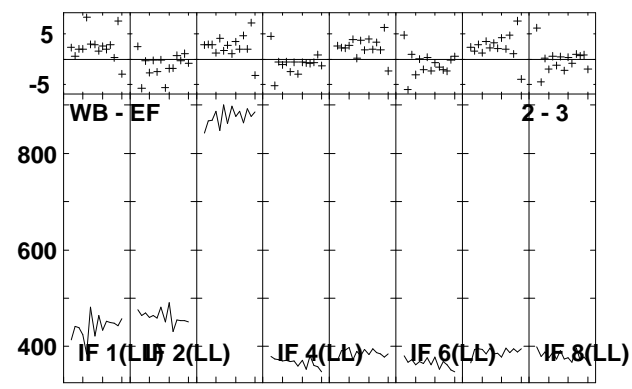 5
-5
WB - EF 2 - 3
800
600
400
IF 1(LL) IF 2(LL) IF 4(LL) IF 6(LL) IF 8(LL)